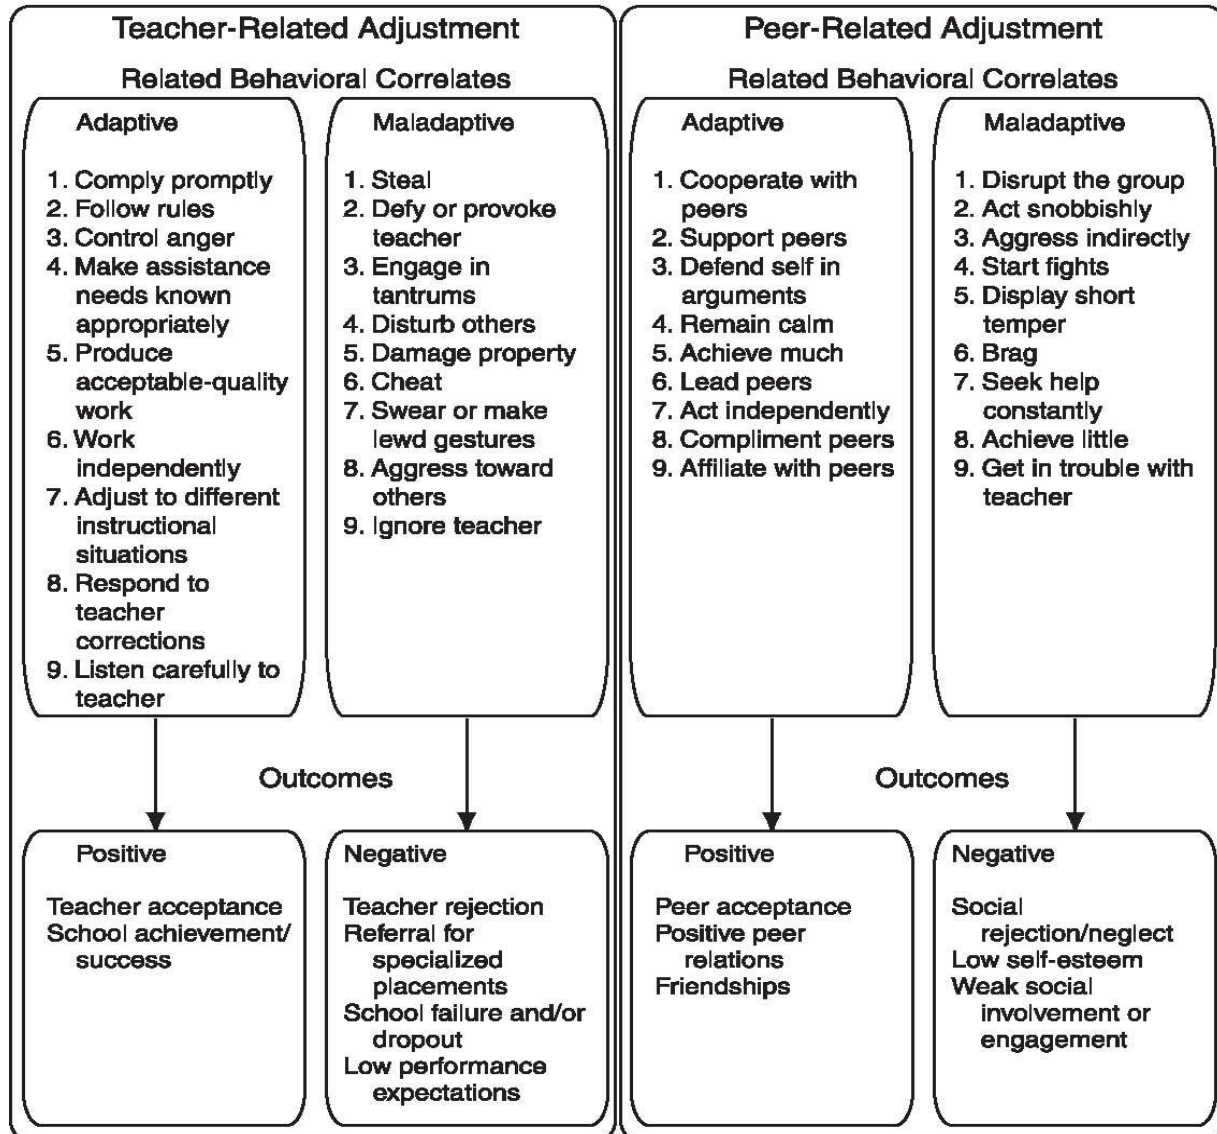 Teacher-Related Adjustment
Related Behavioral Correlates
Adaptive
1. Comply promptly
2. Follow rules
3. Control anger
4. Make assistance
needs known
appropriately
5. Produce
acceptable-quality
work
6. Work
independently
7. Adjust to different
instructional
situations
8. Respond to
teacher
corrections
9. Listen carefully to
teacher
Maladaptive
1. Steal
2. Defy or provoke
teacher
3. Engage in
tantrums
4. Disturb others
5. Damage property
6. Cheat
7. Swear or make
lewd gestures
8. Aggress toward
others
9. Ignore teacher
Outcomes
Positive
Teacher acceptance
School achievement/
success
Negative
Teacher rejection
Referral for
specialized
placements
School failure and/or
dropout
Low performance
expectations
Peer-Related Adjustment
Related Behavioral Correlates
Adaptive
1. Cooperate with
peers
2. Support peers
3. Defend self in
arguments
4. Remain calm
5. Achieve much
6. Lead peers
7. Act independently
8. Compliment peers
9. Affiliate with peers
Maladaptive
1. Disrupt the group
2. Act snobbishly
3. Aggress indirectly
4. Start fights
5. Display short
temper
6. Brag
7. Seek help
constantly
8. Achieve little
9. Get in trouble with
teacher
Outcomes
Positive
Peer acceptance
Positive peer
relations
Friendships
Negative
Social
rejection/neglect
Low self-esteem
Weak social
involvement or
engagement